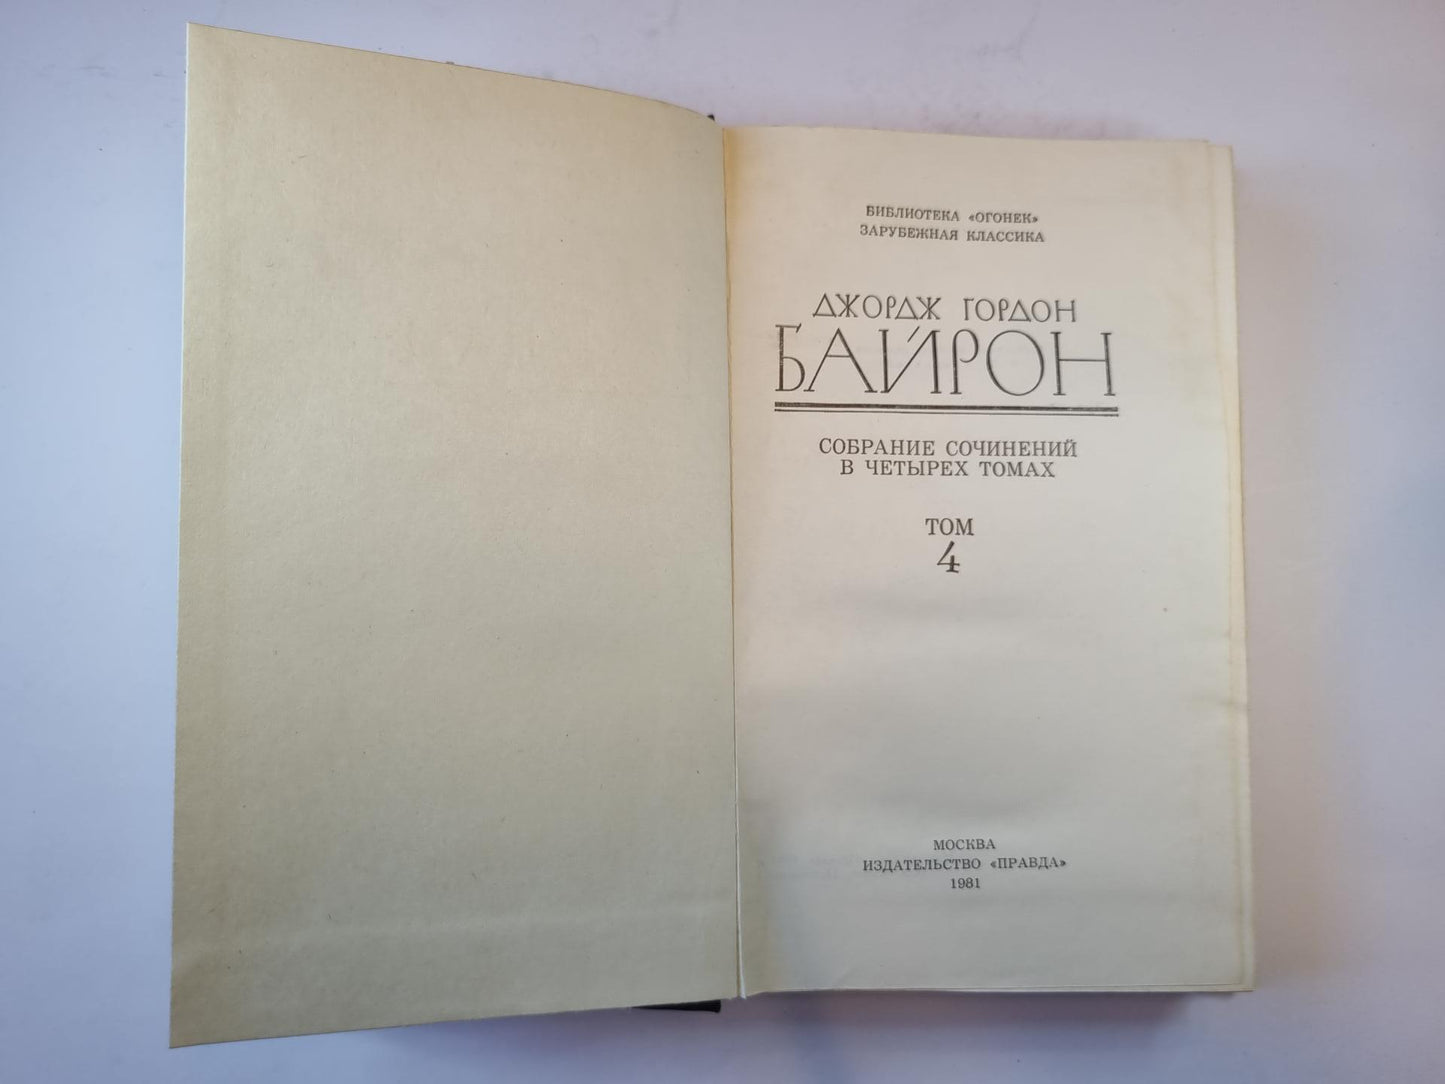 БИБЛИОТЕКА «ОГОНЕК»
ЗАРУБЕЖНАЯ КЛАССИКА
ДЖОРДЖ ГОРДОН
БАЙРОН
СОБРАНИЕ СОЧИНЕНИЙ
В ЧЕТЫРЕХ ТОМАХ
ТОМ
4
МОСКВА
ИЗДАТЕЛЬСТВО «ПРАВДА»
1981